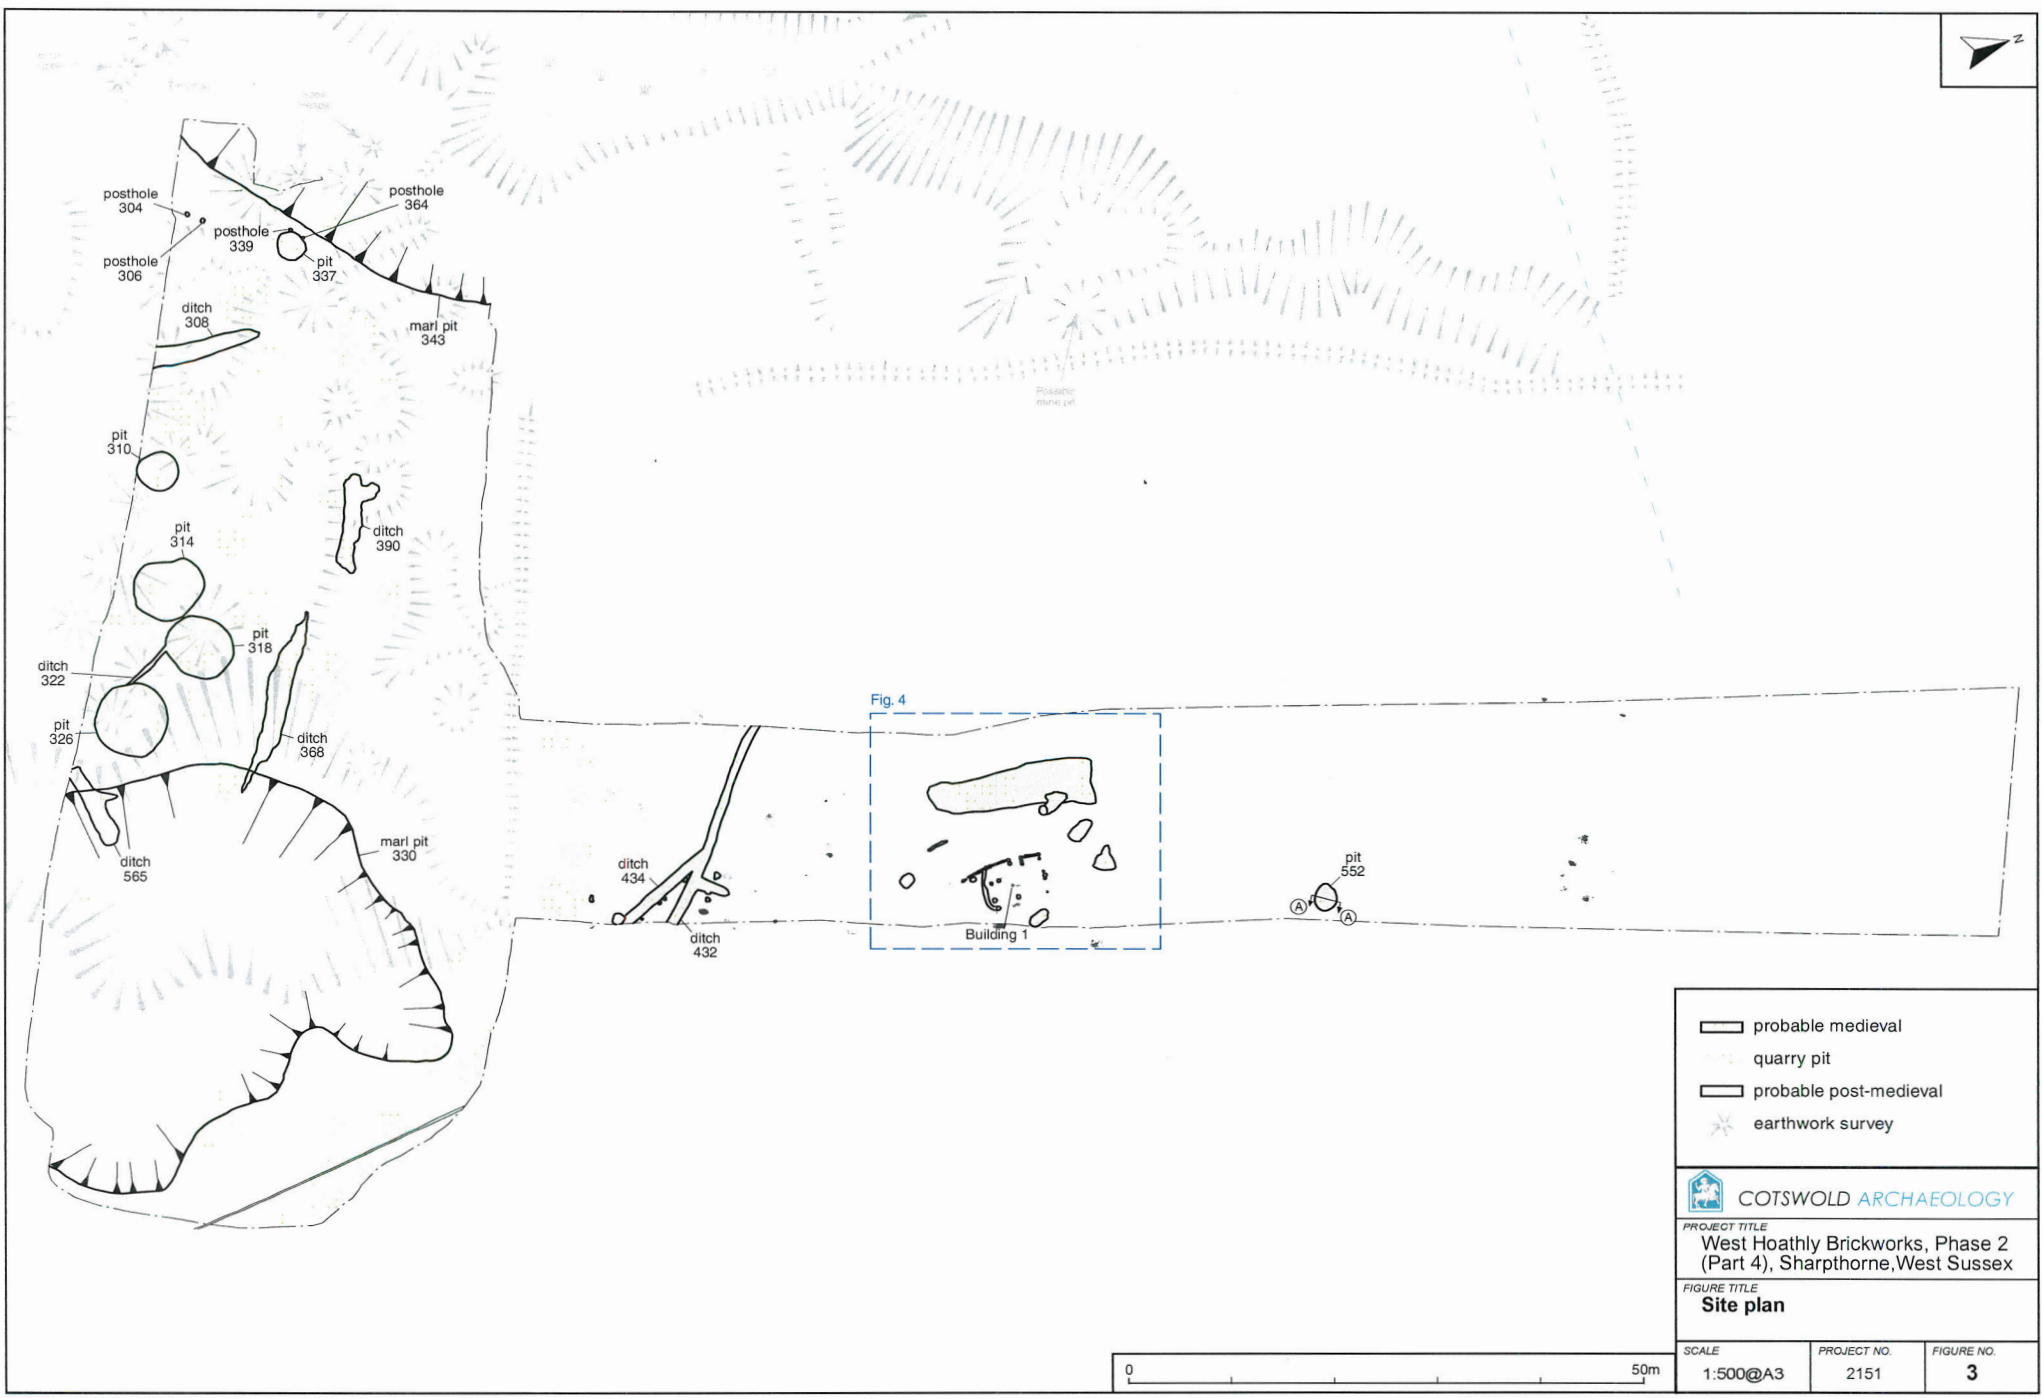 N
posthole
304
posthole
364
posthole
339
posthole
306
pit
337
ditch
308
marl pit
343
Possible
mine pit
pit
310
pit
314
ditch
390
pit
318
ditch
322
pit
326
ditch
368
Fig. 4
marl pit
330
ditch
565
ditch
434
ditch
432
Building 1
pit
552
A
A
probable medieval
quarry pit
probable post-medieval
earthwork survey
COTSWOLD ARCHAEOLOGY
PROJECT TITLE
West Hoathly Brickworks, Phase 2
(Part 4), Sharpthorne,West Sussex
FIGURE TITLE
Site plan
SCALE
1:500@A3
PROJECT NO.
2151
FIGURE NO.
3
0
50m